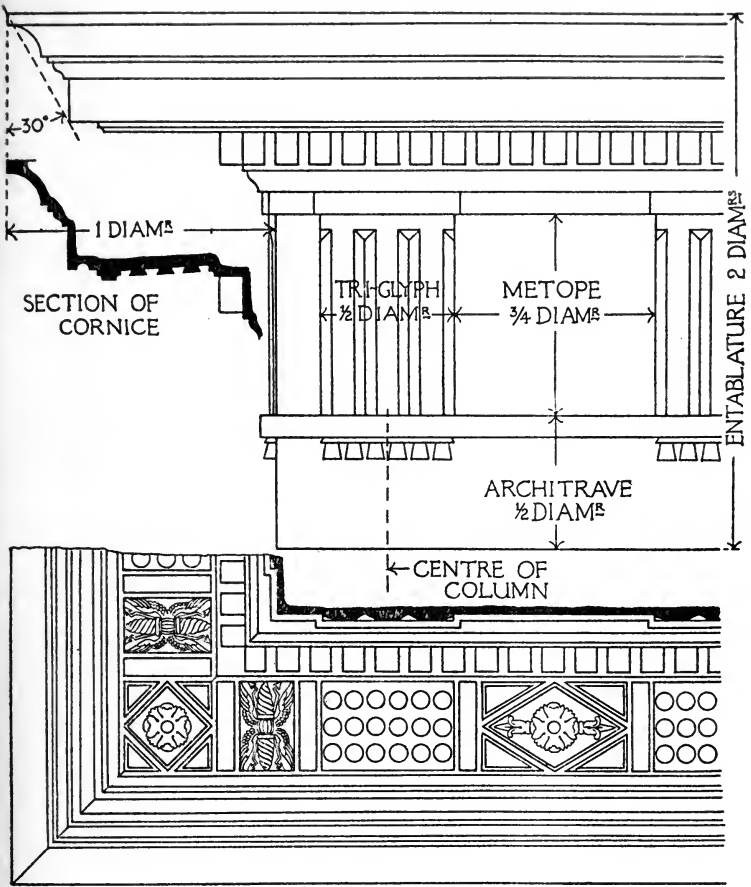 30°
1 DIAMR
SECTION OF
CORNICE
TRI-GLYPH
½ DIAMR
METOPE
¾ DIAMR
ENTABLATURE 2 DIAMRS
ARCHITRAVE
½ DIAMR
CENTRE OF
COLUMN